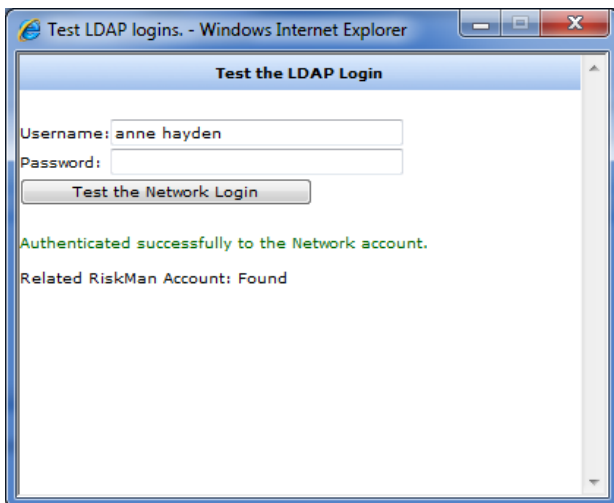 Test LDAP logins. - Windows Internet Explorer
Test the LDAP Login
Username: anne hayden
Password:
Test the Network Login
Authenticated successfully to the Network account.
Related RiskMan Account: Found